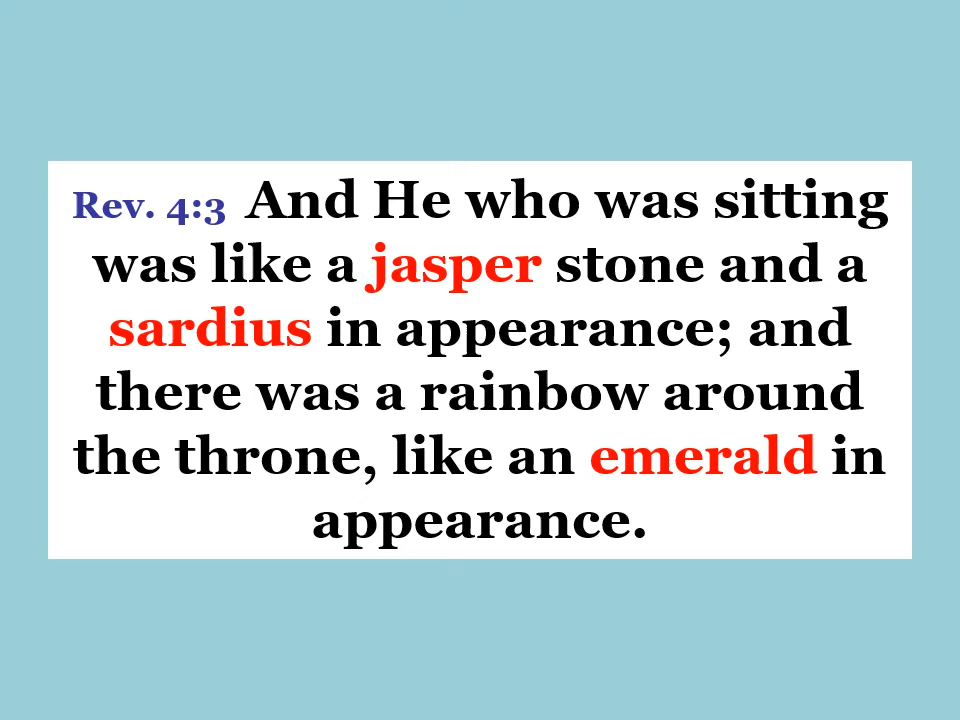 Rev. 4:3 And He who was sitting
was like a jasper stone and a
sardius in appearance; and
there was a rainbow around
the throne, like an emerald in
appearance.